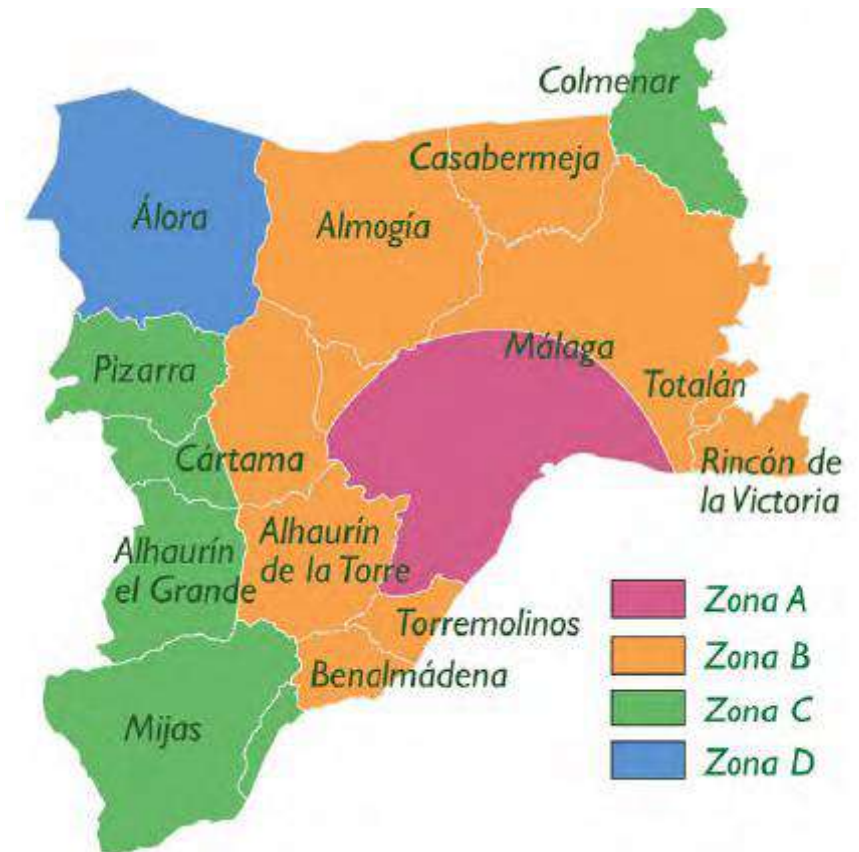 Colmenar
Casabermeja
Álora
Almogía
Málaga
Pizarra
Totalán
Cártama
Rincón de
la Victoria
Alhaurín
de la Torre
Alhaurín
el Grande
Torremolinos
Benalmádena
Mijas
Zona A
Zona B
Zona C
Zona D